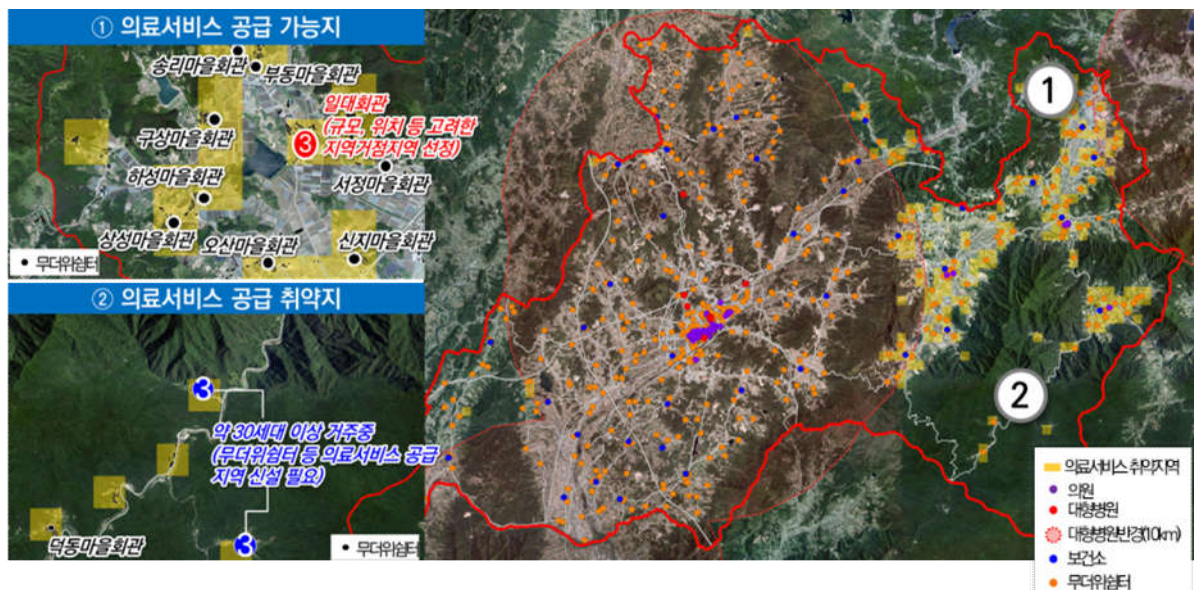 ① 의료서비스 공급 가능지
송리마을회관
부동마을회관
일대회관
(규모, 위치 등 고려한
지역거점지역 선정)
③
구상마을회관
하성마을회관
서정마을회관
상성마을회관
오산마을회관
신지마을회관
• 무더위쉼터
② 의료서비스 공급 취약지
3
약 30세대 이상 거주중
(무더위쉼터 등 의료서비스 공급
지역 신설 필요)
덕동마을회관
3
• 무더위쉼터
1
2
의료서비스 취약지역
의원
대형병원
대형병원반경(10km)
보건소
무더위쉼터